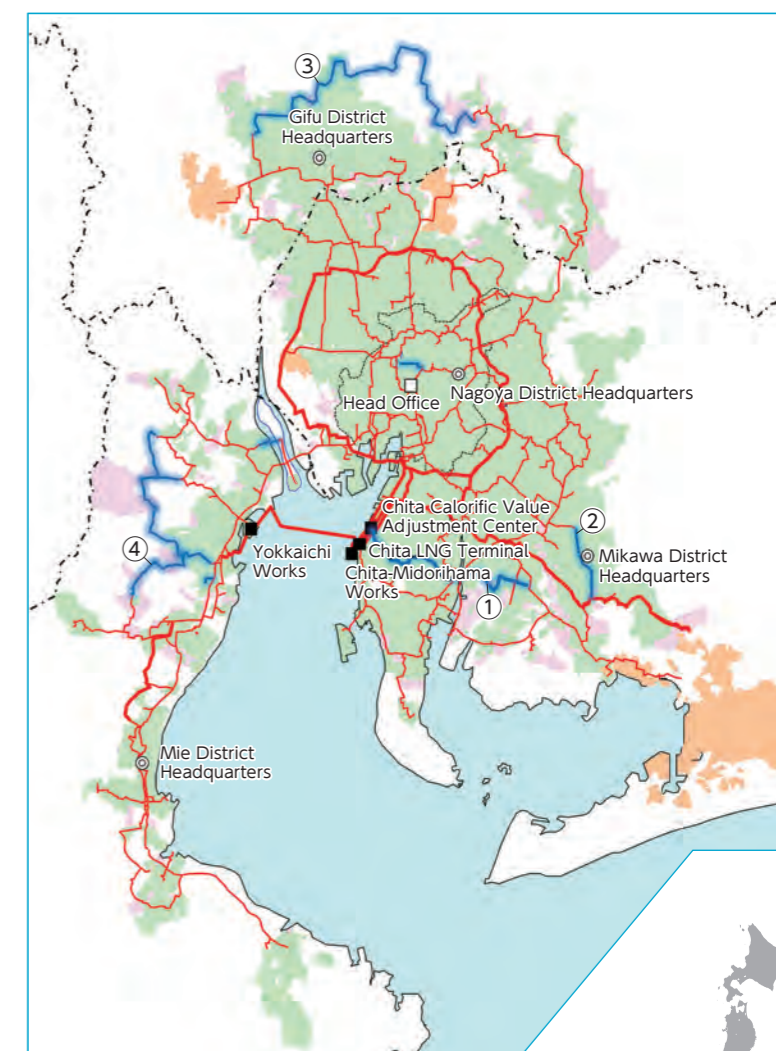 ③
Gifu District
Headquarters
Head Office
Nagoya District Headquarters
Chita Calorific Value
Adjustment Center
Chita LNG Terminal
Chita-Midorihama
Works
Yokkaichi
Works
②
Mikawa District
Headquarters
④
①
Mie District
Headquarters